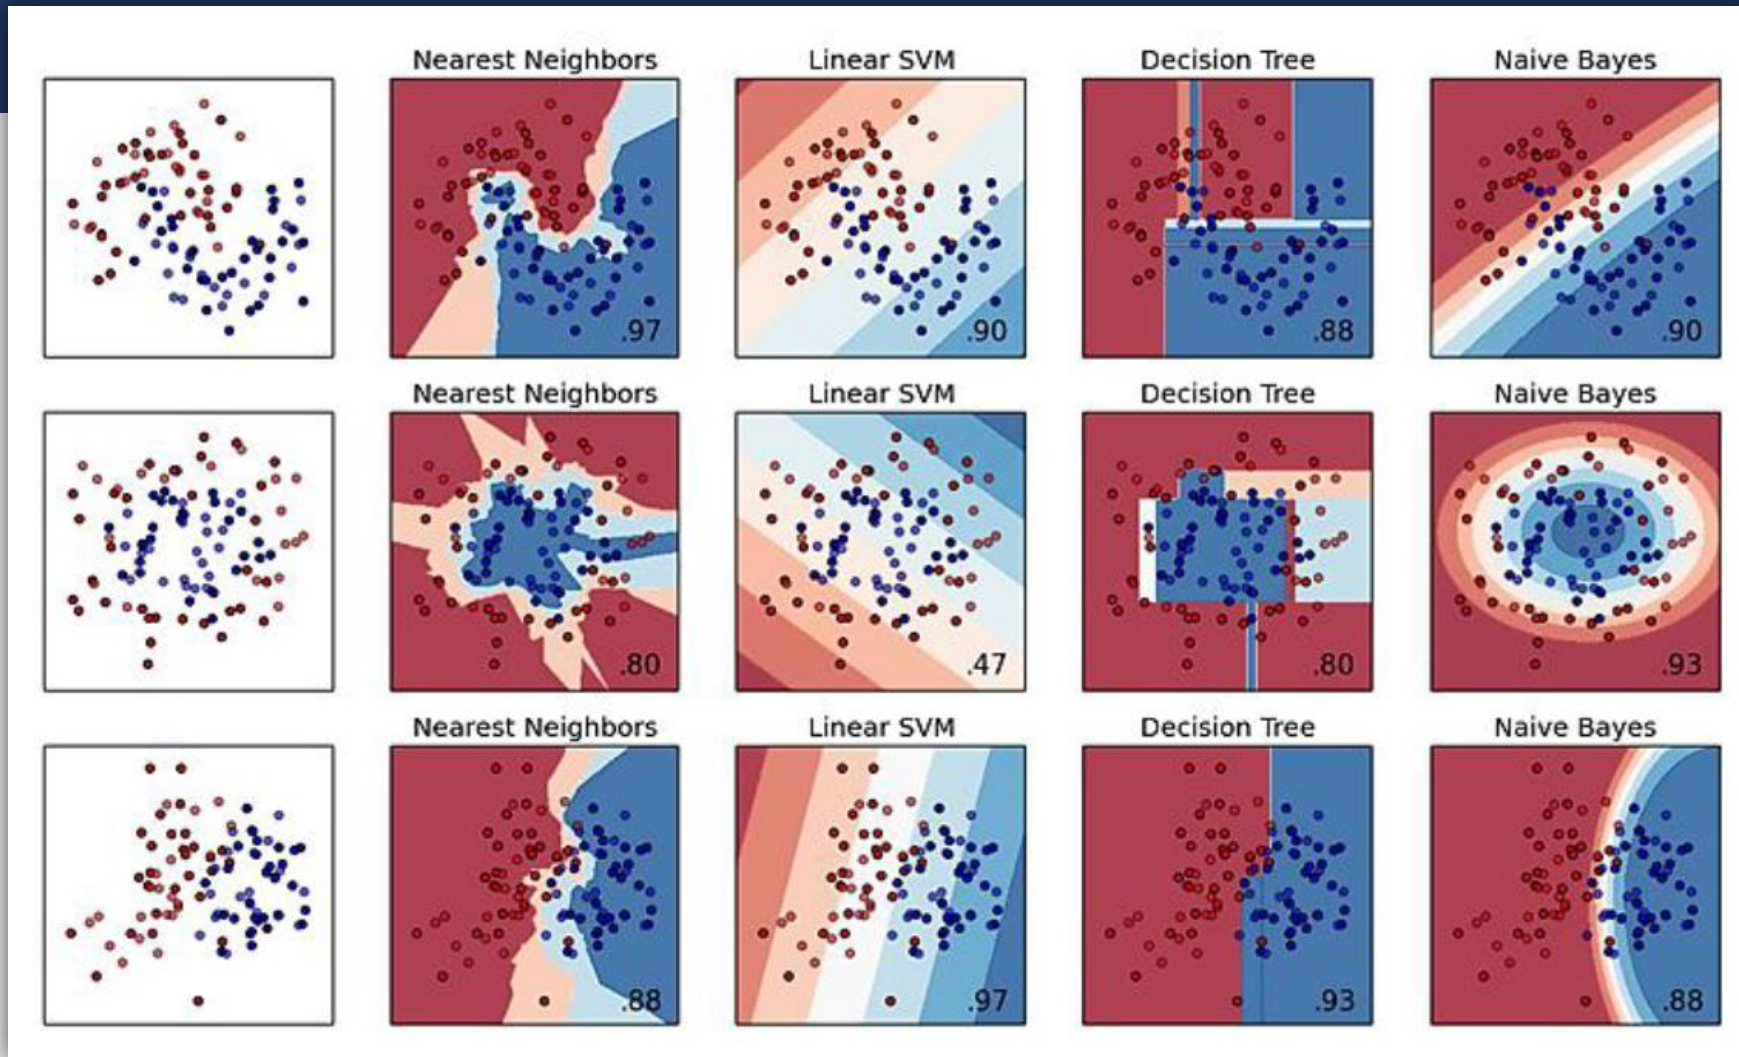 Nearest Neighbors Linear SVM Decision Tree Naive Bayes
.97 .90 .88 .90
Nearest Neighbors Linear SVM Decision Tree Naive Bayes
.80 .47 .80 .93
Nearest Neighbors Linear SVM Decision Tree Naive Bayes
.88 .97 .93 .88